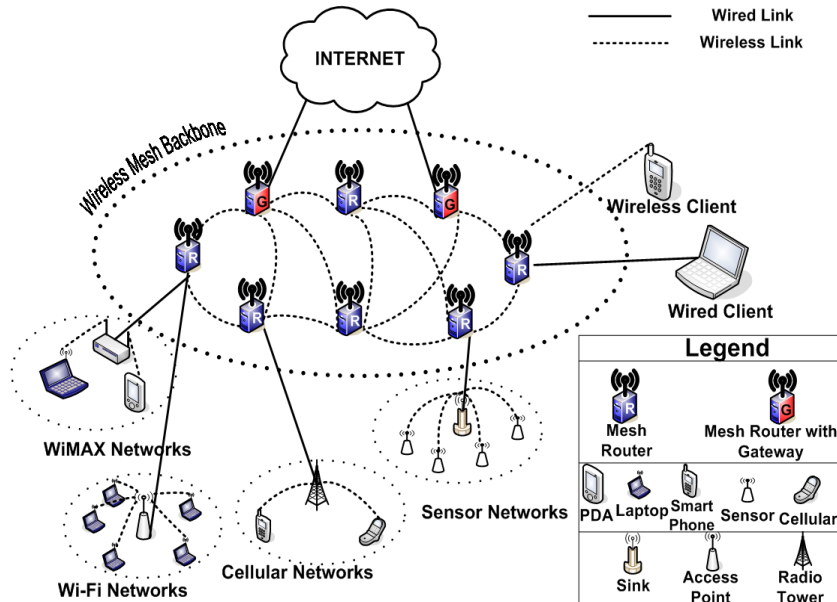 Wired Link
Wireless Link
INTERNET
Wireless Mesh Backbone
G
R
G
R
R
R
R
R
Wireless Client
Wired Client
WiMAX Networks
Wi-Fi Networks
Cellular Networks
Sensor Networks
Legend
R
G
Mesh
Router
Mesh Router with
Gateway
PDA
Laptop
Smart
Phone
Sensor
Cellular
Sink
Access
Point
Radio
Tower